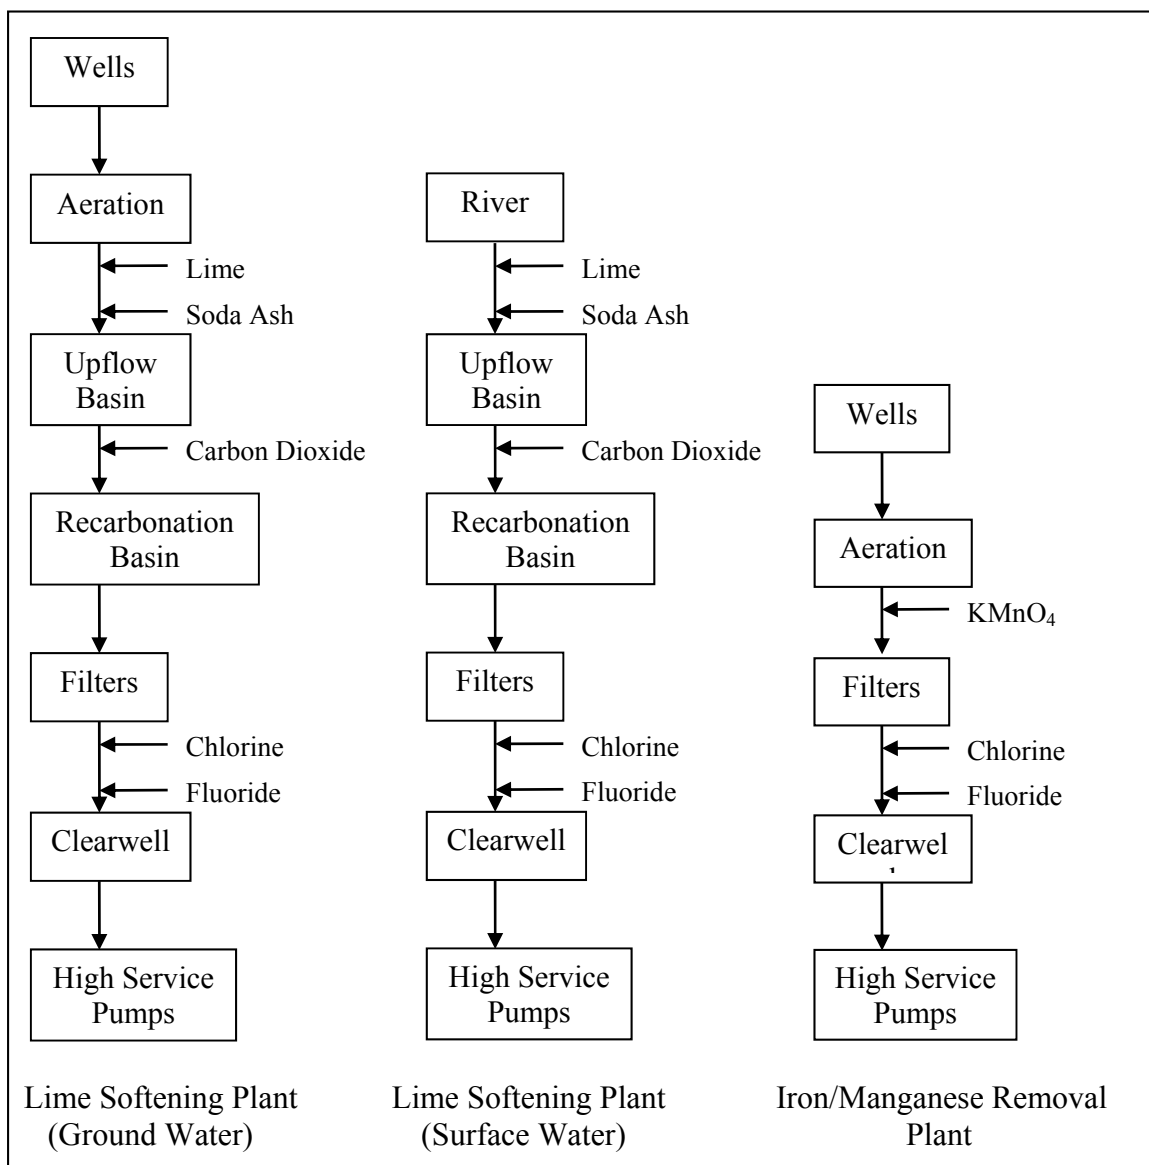 Wells
Aeration
Lime
Soda Ash
Upflow
Basin
Carbon Dioxide
Recarbonation
Basin
Filters
Chlorine
Fluoride
Clearwell
High Service
Pumps
Lime Softening Plant
(Ground Water)
River
Lime
Soda Ash
Upflow
Basin
Carbon Dioxide
Recarbonation
Basin
Filters
Chlorine
Fluoride
Clearwell
High Service
Pumps
Lime Softening Plant
(Surface Water)
Wells
Aeration
KMnO₄
Filters
Chlorine
Fluoride
Clearwel
l
High Service
Pumps
Iron/Manganese Removal
Plant